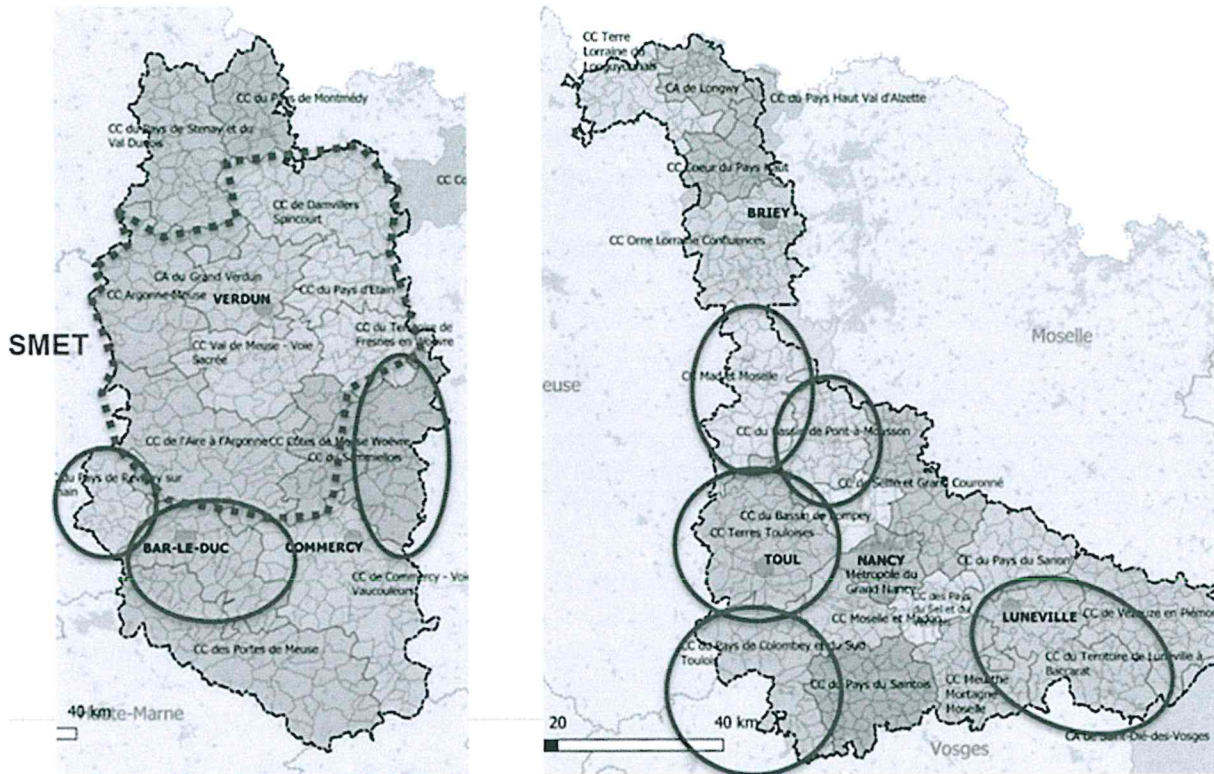 CC du Pays de Montmédy
CC du Pays de Stenay et du
Val Dunois
CC Co
CC de Damvillers
Spincourt
CA du Grand Verdun
CC Argonne-Meuse
VERDUN
CC du Pays d'Etain
SMET
CC du Territoire de
Fresnes en Woëvre
CC Val de Meuse - Voie
Sacrée
CC de l'Aire à l'Argonne
CC Côtes de Meuse Woëvre
CC du Sammiellois
du Pays de Revigny sur
nain
BAR-LE-DUC
COMMERCY
CC de Commercy - Voi
Vaucouleurs
CC des Portes de Meuse
40 km
Haute-Marne
CC Terre
Lorraine du
Longuyonnais
CA de Longwy
CC du Pays Haut Val d'Alzette
CC Coeur du Pays Haut
BRIEY
CC Orne Lorraine Confluences
Moselle
euse
CC Mad et Moselle
CC du Bassin de Pont-à-Mousson
CC de Seille et Grand Couronné
CC du Bassin de Pompey
CC Terres Touloises
TOUL
NANCY
Métropole du
Grand Nancy
CC du Pays du Sanon
CC des Pays
du Sel et du
LUNEVILLE
CC de Vezouze en Piémon
CC Moselle et Madon
CC du Pays de Colombey et du Sud
Toulois
CC du Territoire de Lunéville à
Baccarat
CC du Pays du Saintois
CC Meurthe
Mortagne
Moselle
20
40 km
Vosges
CA de Saint-Dié-des-Vosges